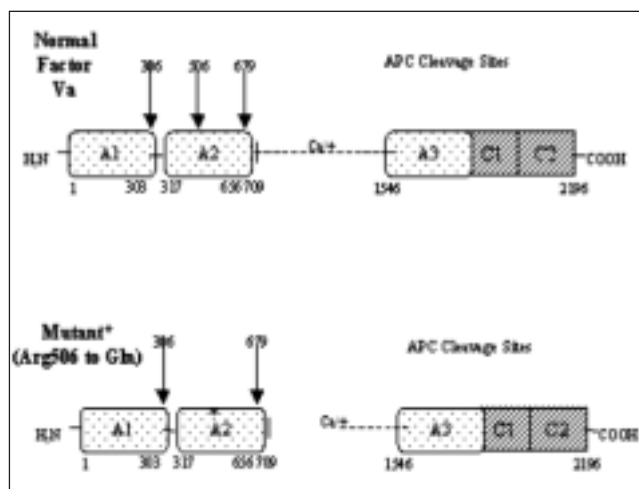 Normal
Factor
Va
306 506 679 APC Cleavage Sites
H₂N A1 A2 Ca++ A3 C1 C2 COOH
1 303 317 656 709 1546 2196
Mutant*
(Arg506 to Gln)
306 679 APC Cleavage Sites
H₂N A1 A2 Ca++ A3 C1 C2 COOH
1 303 317 656 709 1546 2196